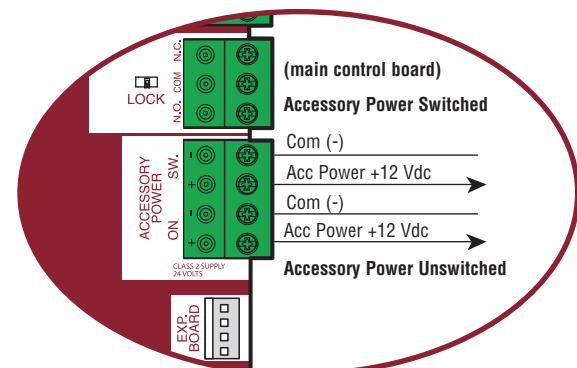 N.C.
COM
N.O.
LOCK
(main control board)
Accessory Power Switched
ACCESSORY
POWER
SW.
ON
-
+
-
+
Com (-)
Acc Power +12 Vdc
Com (-)
Acc Power +12 Vdc
CLASS 2 SUPPLY
24 VOLTS
Accessory Power Unswitched
EXP.
BOARD